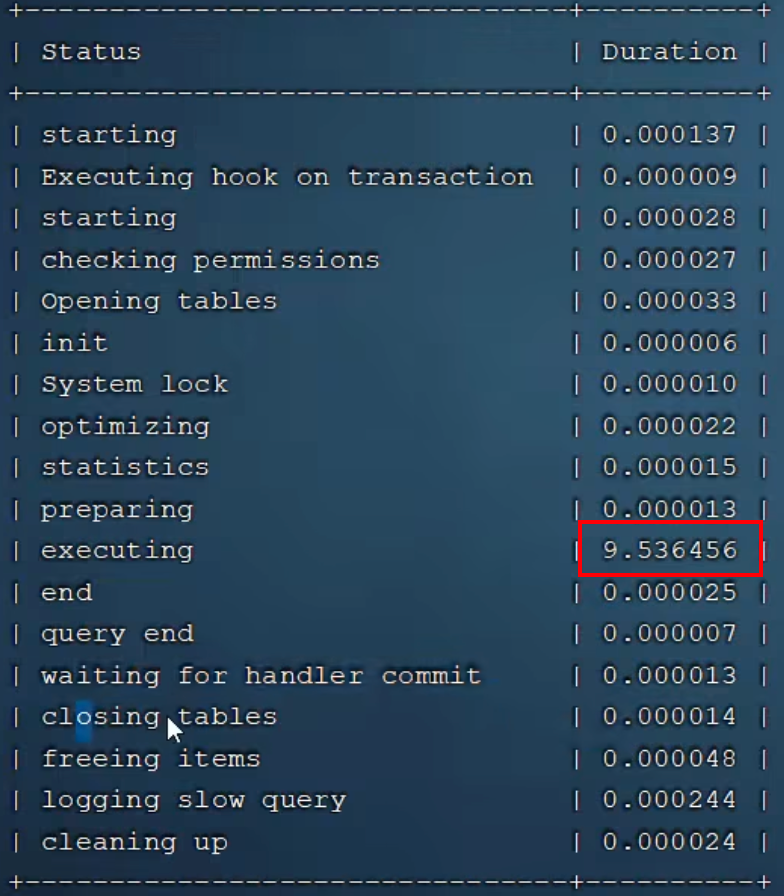 +---------------------------------+----------+
| Status                          | Duration |
+---------------------------------+----------+
| starting                        | 0.000137 |
| Executing hook on transaction   | 0.000009 |
| starting                        | 0.000028 |
| checking permissions            | 0.000027 |
| Opening tables                  | 0.000033 |
| init                            | 0.000006 |
| System lock                     | 0.000010 |
| optimizing                      | 0.000022 |
| statistics                      | 0.000015 |
| preparing                       | 0.000013 |
| executing                       | 9.536456 |
| end                             | 0.000025 |
| query end                       | 0.000007 |
| waiting for handler commit      | 0.000013 |
| closing tables                  | 0.000014 |
| freeing items                   | 0.000048 |
| logging slow query              | 0.000244 |
| cleaning up                     | 0.000024 |
+---------------------------------+----------+